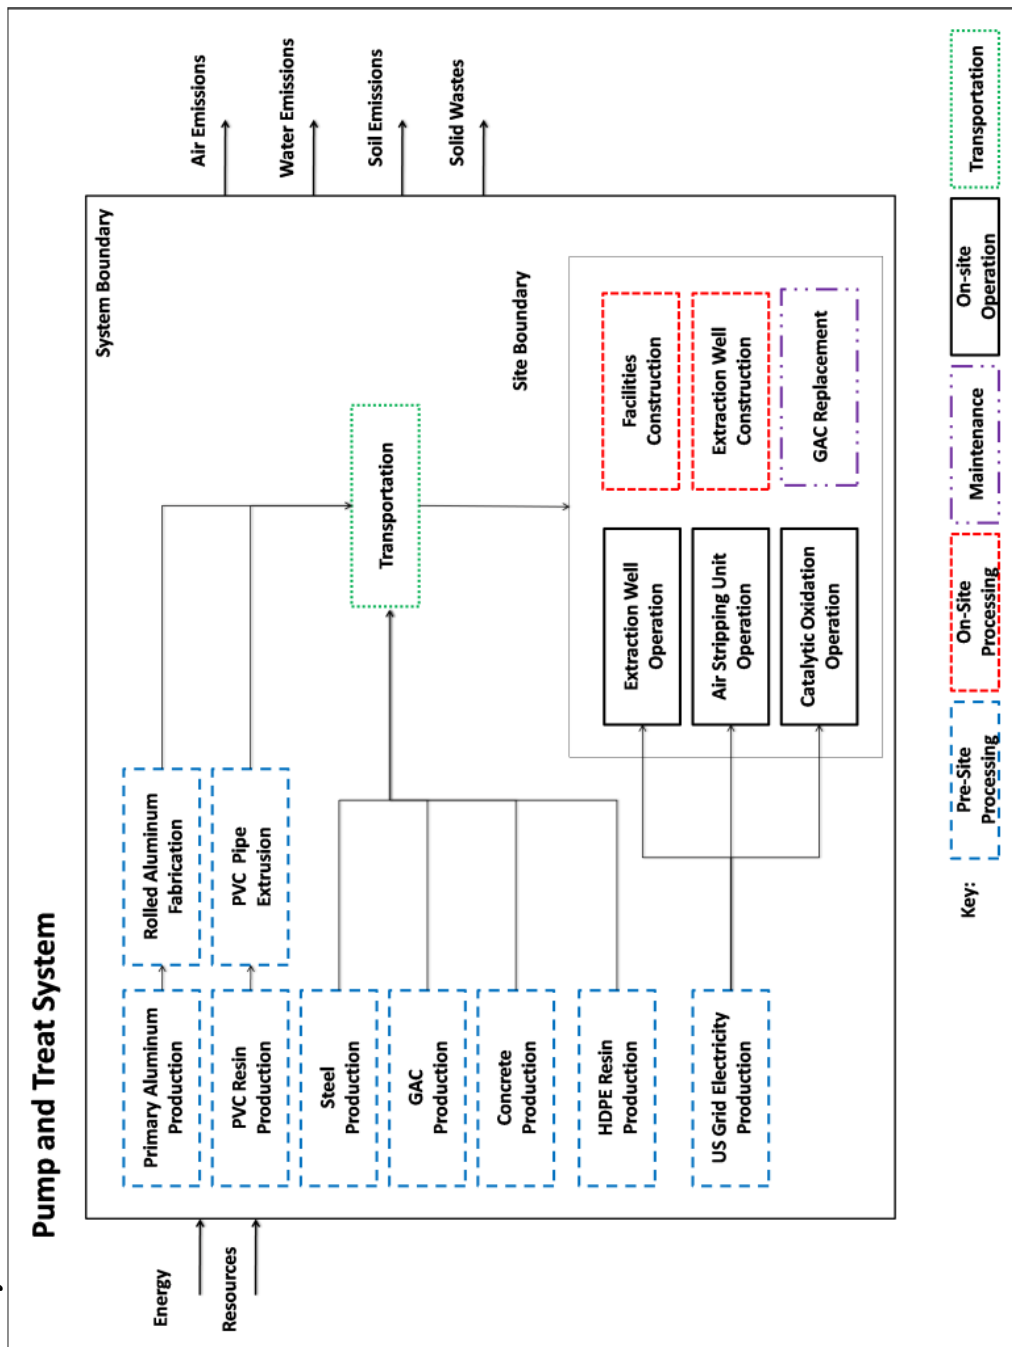 Pump and Treat System
Energy
Resources
System Boundary
Primary Aluminum
Production
Rolled Aluminum
Fabrication
PVC Resin
Production
PVC Pipe
Extrusion
Steel
Production
GAC
Production
Concrete
Production
HDPE Resin
Production
US Grid Electricity
Production
Transportation
Site Boundary
Extraction Well
Operation
Facilities
Construction
Air Stripping Unit
Operation
Extraction Well
Construction
Catalytic Oxidation
Operation
GAC Replacement
Air Emissions
Water Emissions
Soil Emissions
Solid Wastes
Key:
Pre-Site
Processing
On-Site
Processing
Maintenance
On-site
Operation
Transportation